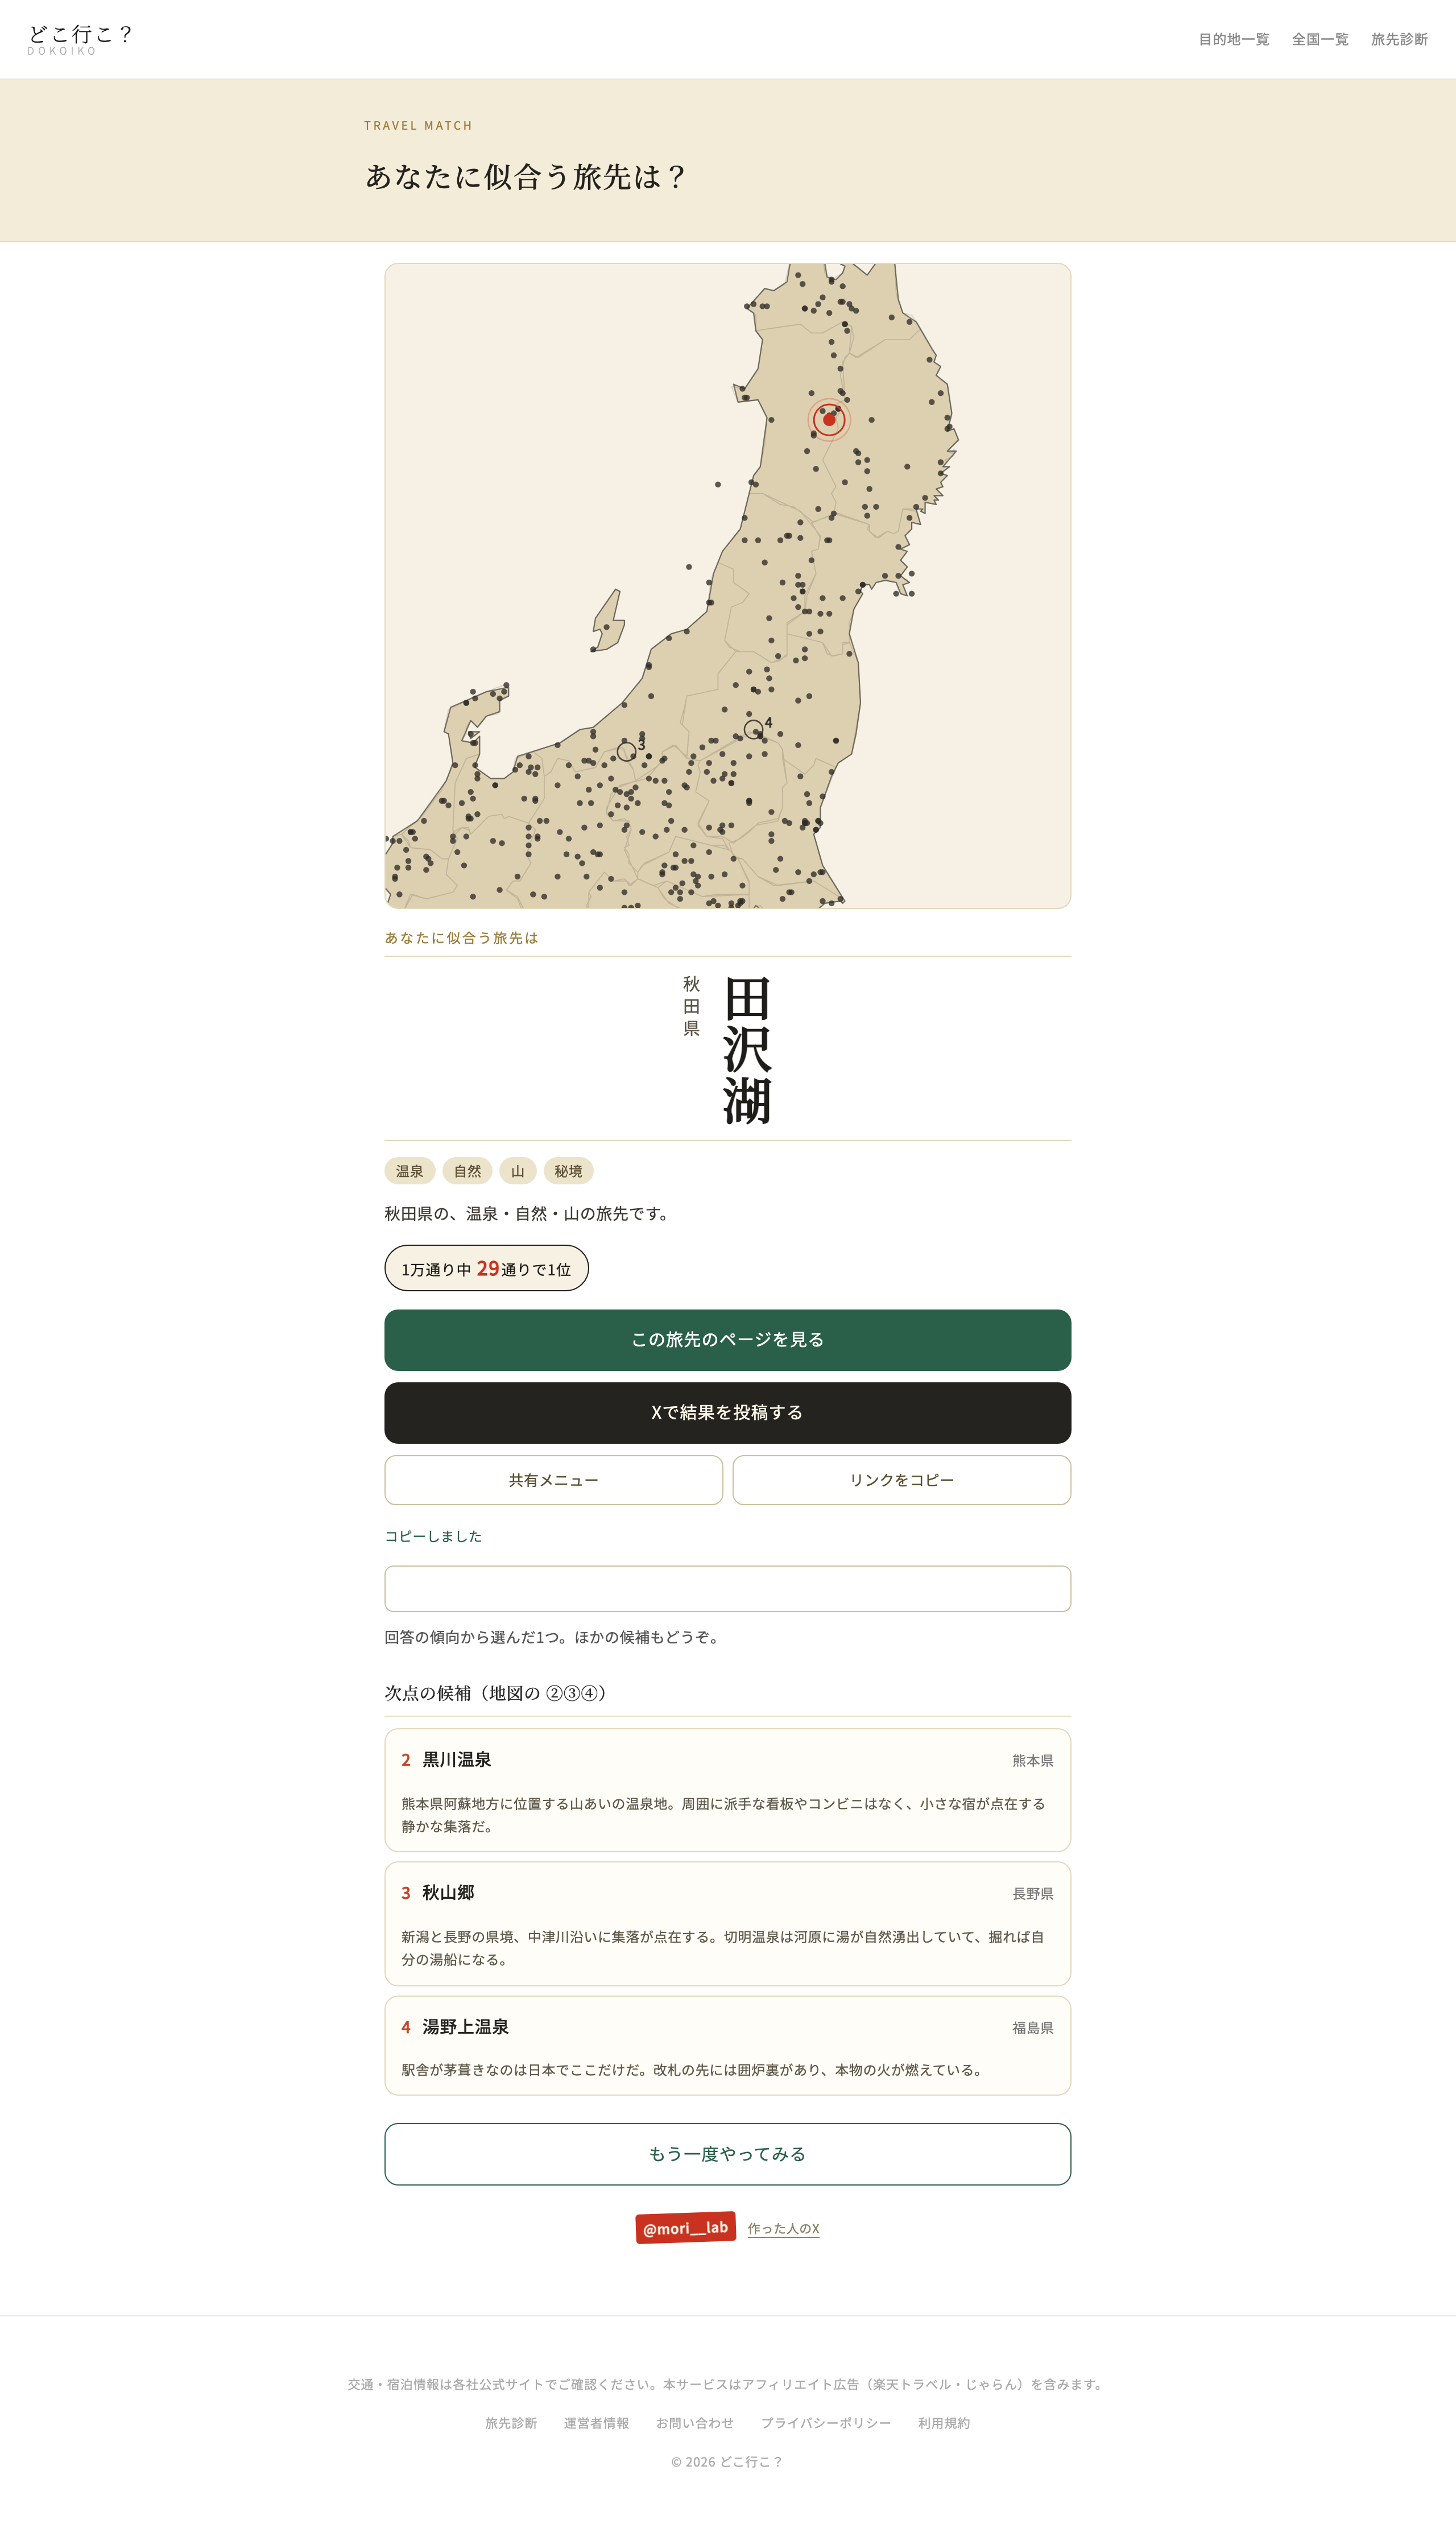 どこ行こ？
DOKOIKO
目的地一覧 全国一覧 旅先診断
TRAVEL MATCH
あなたに似合う旅先は？
3
4
あなたに似合う旅先は
田沢湖
秋田県
温泉 自然 山 秘境
秋田県の、温泉・自然・山の旅先です。
1万通り中 29通りで1位
この旅先のページを見る
Xで結果を投稿する
共有メニュー リンクをコピー
コピーしました
回答の傾向から選んだ1つ。ほかの候補もどうぞ。
次点の候補（地図の ②③④）
2 黒川温泉 熊本県
熊本県阿蘇地方に位置する山あいの温泉地。周囲に派手な看板やコンビニはなく、小さな宿が点在する
静かな集落だ。
3 秋山郷 長野県
新潟と長野の県境、中津川沿いに集落が点在する。切明温泉は河原に湯が自然湧出していて、掘れば自
分の湯船になる。
4 湯野上温泉 福島県
駅舎が茅葺きなのは日本でここだけだ。改札の先には囲炉裏があり、本物の火が燃えている。
もう一度やってみる
@mori__lab 作った人のX
交通・宿泊情報は各社公式サイトでご確認ください。本サービスはアフィリエイト広告（楽天トラベル・じゃらん）を含みます。
旅先診断 運営者情報 お問い合わせ プライバシーポリシー 利用規約
© 2026 どこ行こ？